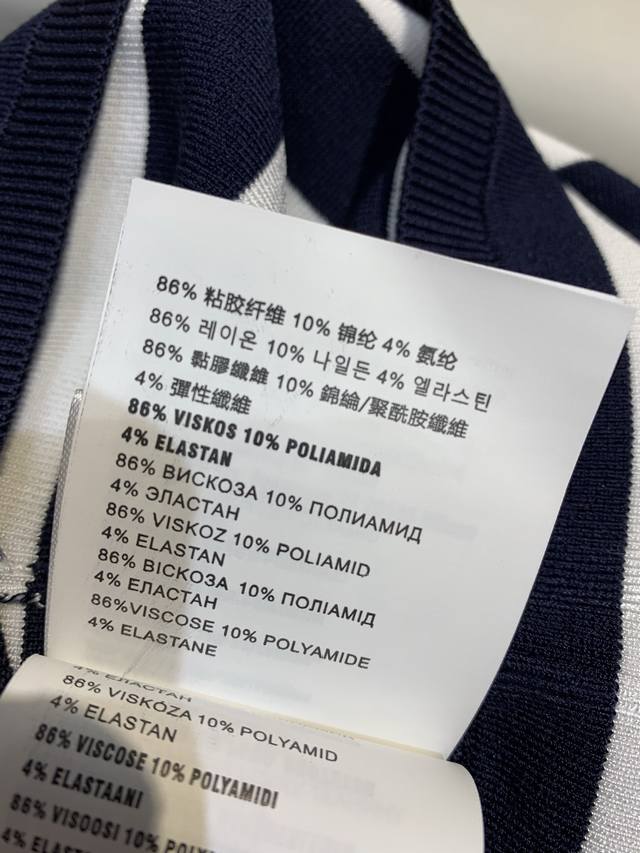 86% 粘胶纤维 10% 锦纶 4% 氨纶
86% 레이온 10% 나일든 4% 엘라스틴
86% 黏膠纖維 10% 錦綸/聚酰胺纖維
4% 彈性纖維
86% VISKOS 10% POLIAMIDA
4% ELASTAN
86% ВИСКОЗА 10% ПОЛИАМИД
4% ЭЛАСТАН
86% VISKOZ 10% POLIAMID
4% ELASTAN
86% ВІСКОЗА 10% ПОЛІАМІД
4% ЕЛАСТАН
86%VISCOSE 10% POLYAMIDE
4% ELASTANE
4% ЕЛАСТАН
86% VISKÓZA 10% POLYAMID
4% ELASTAN
86% VISCOSE 10% POLYAMIDI
4% ELASTAANI
86% VISOOSI 10%
4%